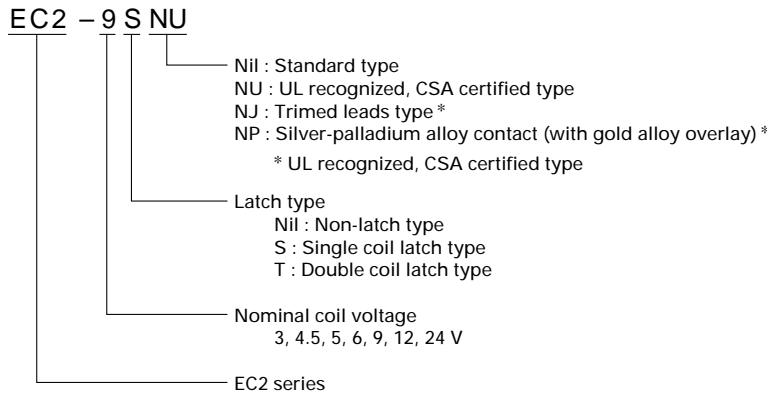 EC2 – 9 S NU
Nil : Standard type
NU : UL recognized, CSA certified type
NJ : Trimed leads type *
NP : Silver-palladium alloy contact (with gold alloy overlay) *
* UL recognized, CSA certified type
Latch type
Nil : Non-latch type
S : Single coil latch type
T : Double coil latch type
Nominal coil voltage
3, 4.5, 5, 6, 9, 12, 24 V
EC2 series